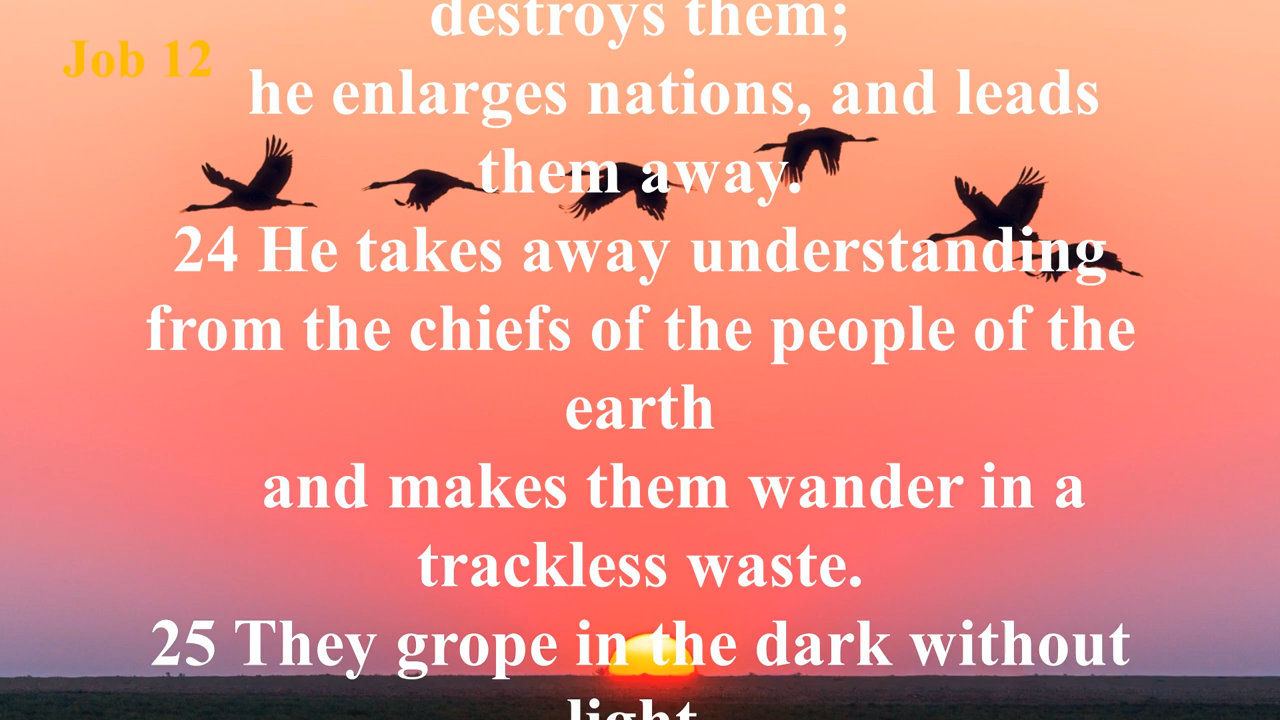 destroys them;
Job 12
he enlarges nations, and leads
them away.
24 He takes away understanding
from the chiefs of the people of the
earth
and makes them wander in a
trackless waste.
25 They grope in the dark without
light